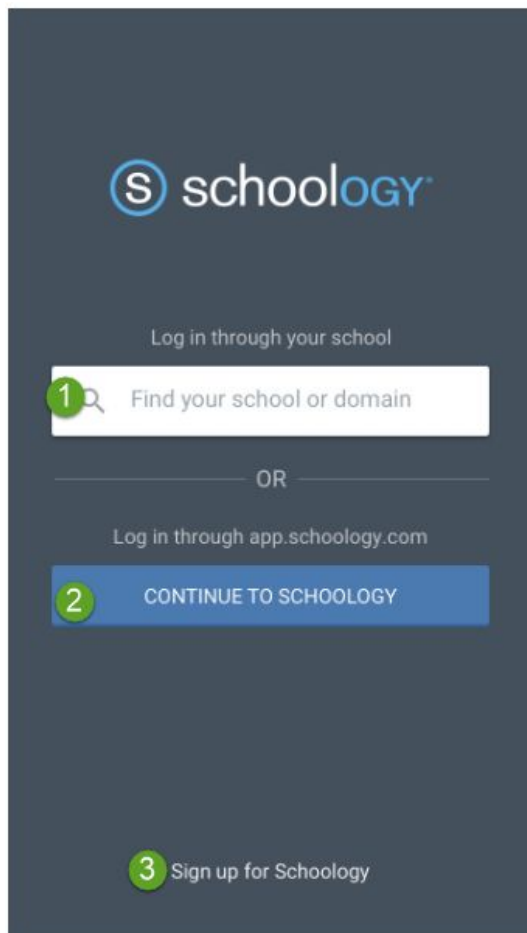 S schoology®
Log in through your school
1 Find your school or domain
OR
Log in through app.schoology.com
2 CONTINUE TO SCHOOLOGY
3 Sign up for Schoology